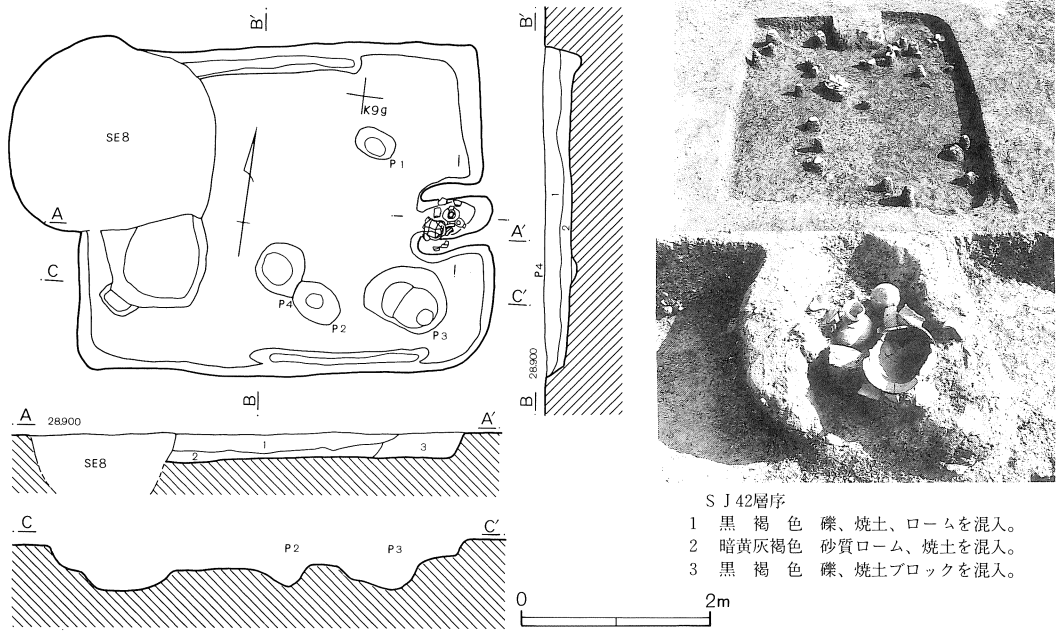 B′
B′
SE8
K9g
P1
A
A′
1
2
C
P4
P4
P2
P3
C′
28.900
B
B
A
28.900
A′
1
2
3
SE8
C
P2
P3
C′
SJ42層序
1 黒褐色 礫、焼土、ロームを混入。
2 暗黄灰褐色 砂質ローム、焼土を混入。
3 黒褐色 礫、焼土ブロックを混入。
0
2m